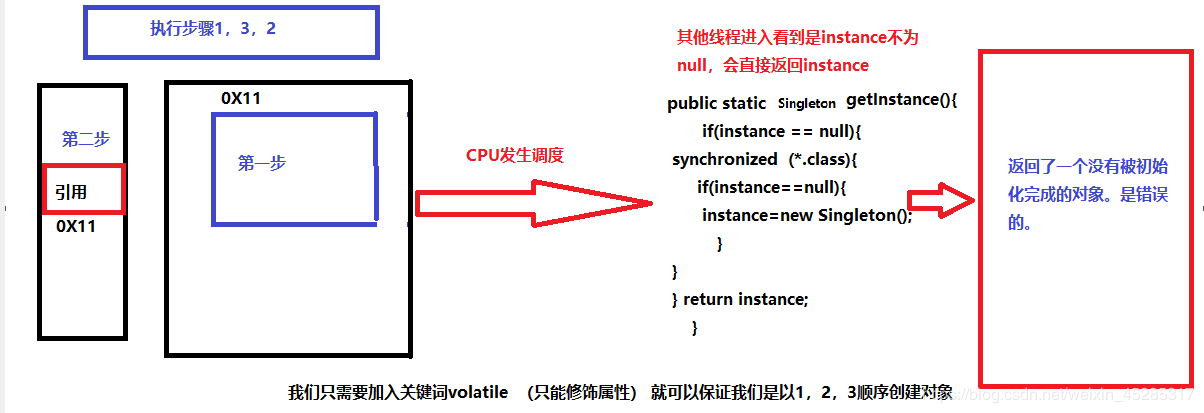 执行步骤1，3，2
第二步
引用
0X11
0X11
第一步
CPU发生调度
其他线程进入看到是instance不为
null，会直接返回instance
public static Singleton getInstance(){
if(instance == null){
synchronized (*.class){
if(instance==null){
instance=new Singleton();
}
}
} return instance;
}
返回了一个没有被初始
化完成的对象。是错误
的。
我们只需要加入关键词volatile （只能修饰属性） 就可以保证我们是以1，2，3顺序创建对象
https://blog.csdn.net/weixin_45285317